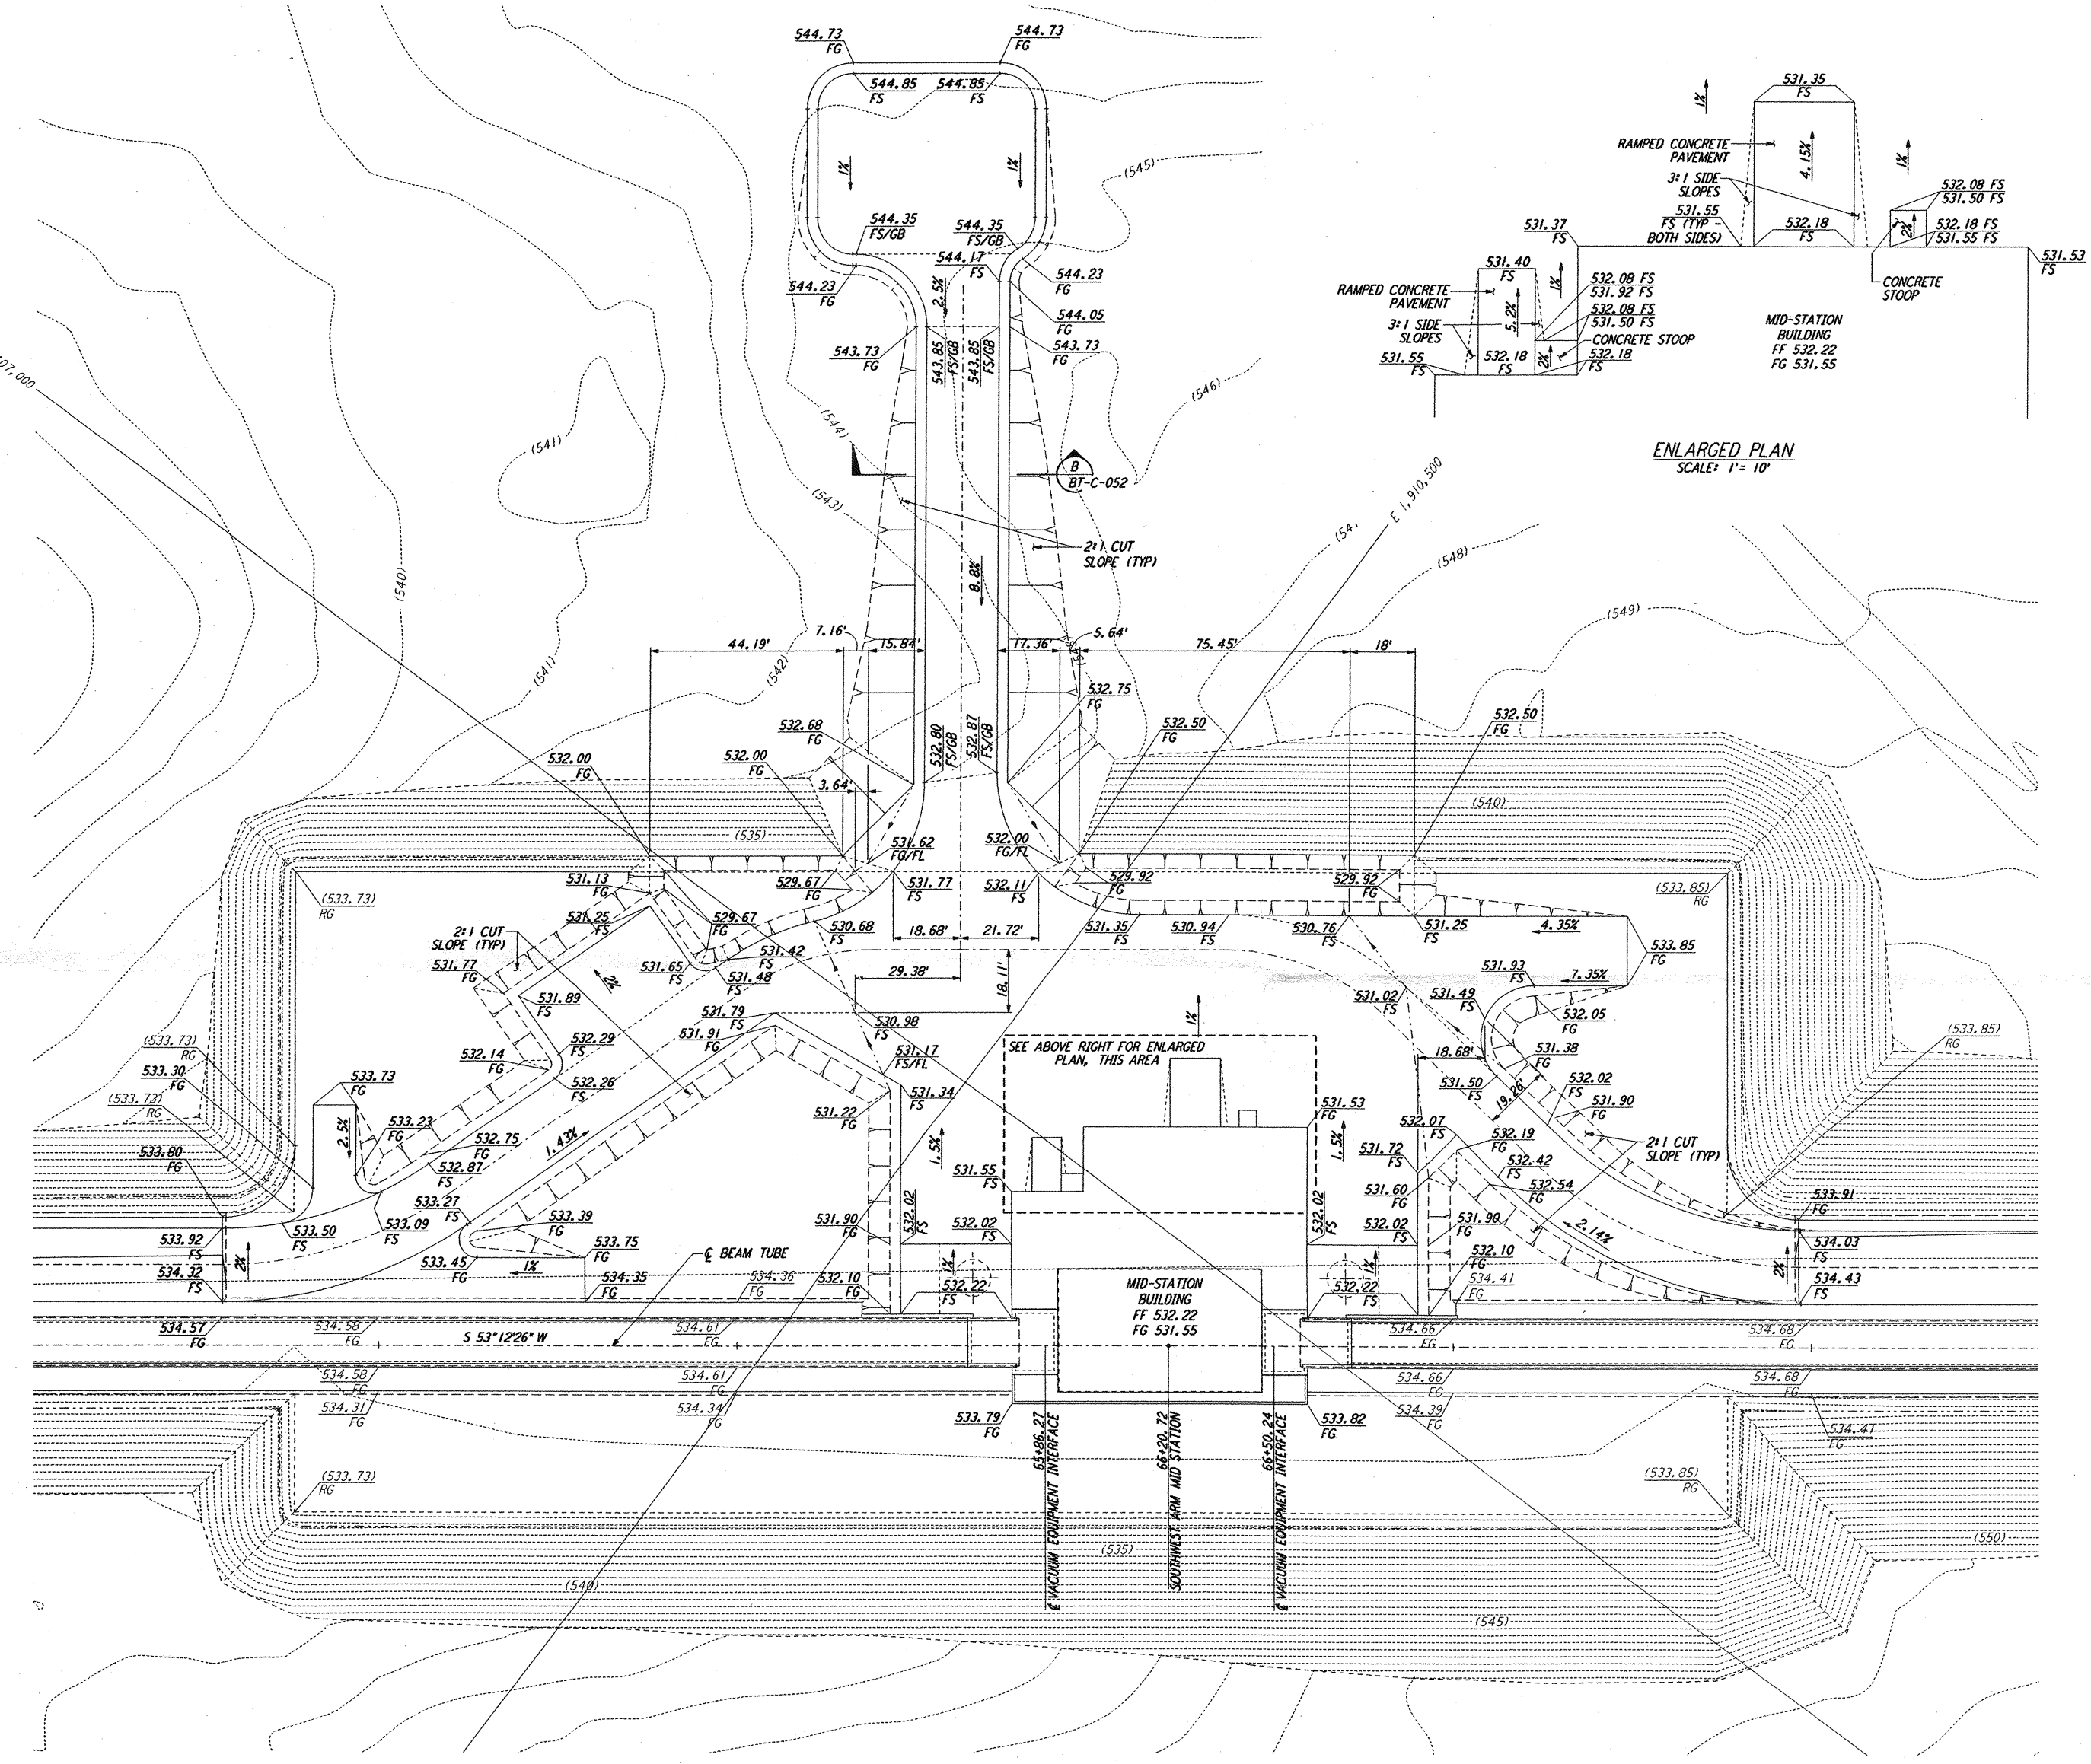 544.73
FG
544.73
FG
544.85
FS
544.85
FS
1%
1%
544.35
FS/GB
544.35
FS/GB
544.17
FS
544.23
FG
544.23
FG
2.5%
544.05
FG
543.73
FG
543.85
FS/GB
543.85
FS/GB
543.73
FG
(545)
(546)
(544)
(543)
(541)
(540)
(541)
(542)
B
BT-C-052
2:1 CUT
SLOPE (TYP)
8.8%
E 1,910,500
(548)
(549)
1%
531.35
FS
RAMPED CONCRETE
PAVEMENT
4.15%
1%
3:1 SIDE
SLOPES
532.08 FS
531.50 FS
531.55
FS (TYP -
BOTH SIDES)
532.18
FS
2%
532.18 FS
531.55 FS
531.37
FS
531.53
FS
531.40
FS
1%
CONCRETE
STOOP
RAMPED CONCRETE
PAVEMENT
532.08 FS
531.92 FS
532.08 FS
531.50 FS
5.2%
3:1 SIDE
SLOPES
CONCRETE STOOP
531.55
FS
532.18
FS
2%
532.18
FS
MID-STATION
BUILDING
FF 532.22
FG 531.55
ENLARGED PLAN
SCALE: 1'= 10'
44.19'
7.16'
15.84'
17.36'
5.64'
75.45'
18'
532.75
FG
532.68
FG
532.80
FS/GB
532.87
FS/GB
532.50
FG
532.50
FG
532.00
FG
532.00
FG
3.64'
(535)
(540)
531.62
FG/FL
532.00
FG/FL
531.13
FG
529.67
FG
531.77
FS
532.11
FS
529.92
FG
529.92
FG
(533.73)
RG
(533.85)
RG
531.25
FS
529.67
FG
530.68
FS
18.68'
21.72'
531.35
FS
530.94
FS
530.76
FS
531.25
FS
4.35%
533.85
FG
2:1 CUT
SLOPE (TYP)
531.42
FS
531.65
FS
531.48
FS
531.77
FG
2%
29.38'
18.11'
531.93
FS
7.35%
531.89
FS
531.79
FS
531.91
FG
530.98
FS
1%
531.02
FS
531.49
FS
532.05
FG
(533.73)
RG
532.14
FG
532.29
FS
SEE ABOVE RIGHT FOR ENLARGED
PLAN, THIS AREA
531.17
FS/FL
18.68'
531.38
FG
(533.85)
RG
533.30
FG
533.73
FG
532.26
FS
531.34
FS
531.50
FS
532.02
FS
(533.73)
RG
531.22
FG
531.53
FG
19.26'
531.90
FG
533.23
FG
2.5%
532.75
FG
1.43%
1.5%
1.5%
532.07
FS
532.19
FG
2:1 CUT
SLOPE (TYP)
533.80
FG
532.87
FS
531.55
FS
531.72
FS
532.42
FS
531.60
FG
532.54
FG
533.27
FS
533.39
FG
531.90
FG
532.02
FS
532.02
FS
532.02
FS
532.02
FS
531.90
FG
2.14%
533.91
FG
533.92
FS
533.50
FS
533.09
FS
533.45
FG
1%
533.75
FG
℄ BEAM TUBE
1%
1%
532.10
FG
2%
534.03
FS
534.32
FS
2%
534.35
FG
534.36
FG
532.10
FG
532.22
FS
532.22
FS
534.41
FG
534.43
FS
MID-STATION
BUILDING
FF 532.22
FG 531.55
534.57
FG
534.58
FG
S 53°12'26" W
534.61
FG
534.66
FG
534.68
FG
534.58
FG
534.61
FG
534.66
FG
534.68
FG
534.31
FG
534.34
FG
534.39
FG
533.79
FG
533.82
FG
534.41
FG
65+86.27
℄ VACUUM EQUIPMENT INTERFACE
66+20.72
SOUTHWEST ARM MID STATION
66+50.24
℄ VACUUM EQUIPMENT INTERFACE
(533.73)
RG
(533.85)
RG
(535)
(540)
(545)
(550)